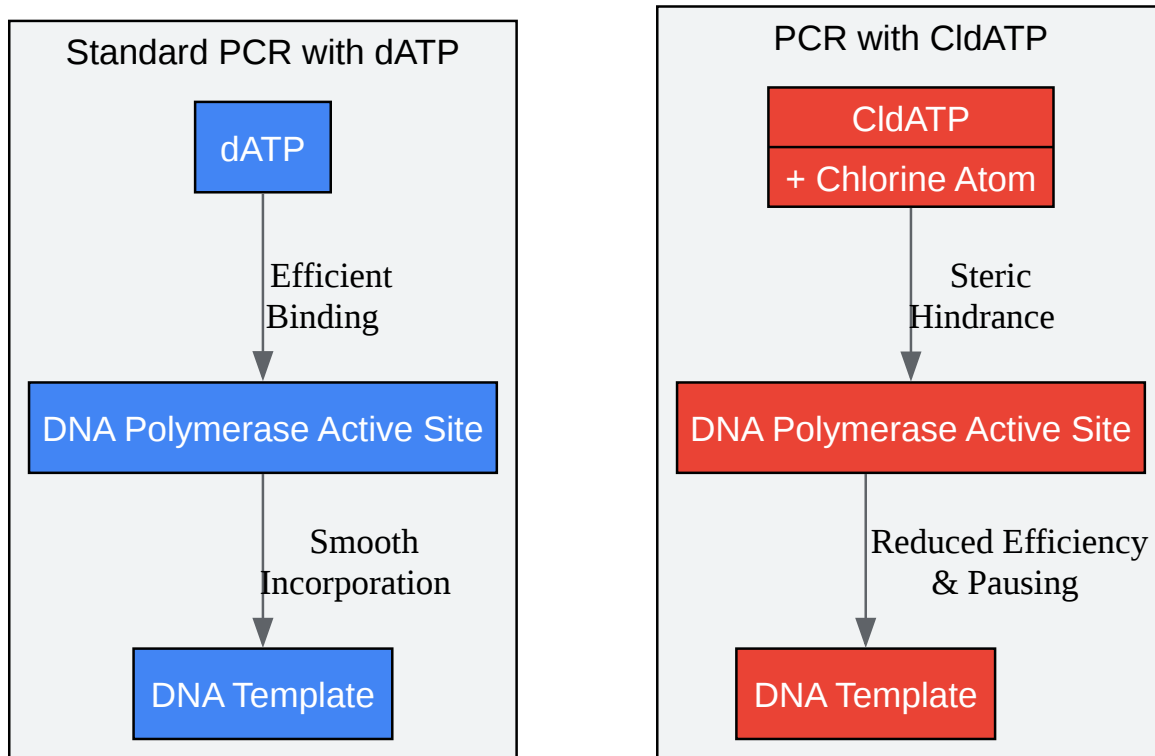 Standard PCR with dATP
dATP
Efficient
Binding
DNA Polymerase Active Site
Smooth
Incorporation
DNA Template
PCR with CldATP
CldATP
+ Chlorine Atom
Steric
Hindrance
DNA Polymerase Active Site
Reduced Efficiency
& Pausing
DNA Template